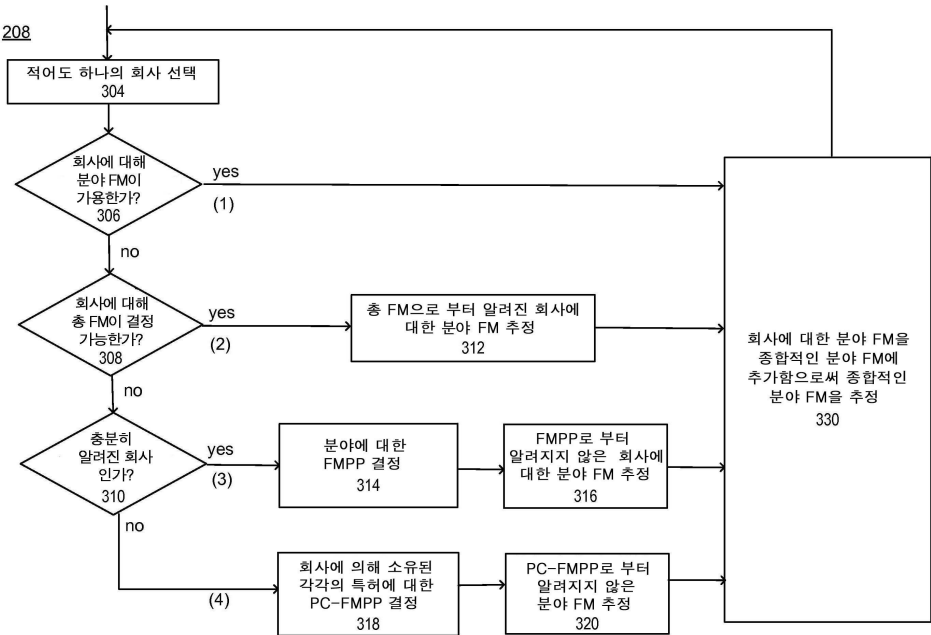 208
적어도 하나의 회사 선택
304
회사에 대해
분야 FM이
가용한가?
306
yes
(1)
no
회사에 대해
총 FM이 결정
가능한가?
308
yes
(2)
총 FM으로 부터 알려진 회사에
대한 분야 FM 추정
312
no
충분히
알려진 회사
인가?
310
yes
(3)
분야에 대한
FMPP 결정
314
FMPP로 부터
알려지지 않은 회사에
대한 분야 FM 추정
316
no
(4)
회사에 의해 소유된
각각의 특허에 대한
PC-FMPP 결정
318
PC-FMPP로 부터
알려지지 않은
분야 FM 추정
320
회사에 대한 분야 FM을
종합적인 분야 FM에
추가함으로써 종합적인
분야 FM을 추정
330